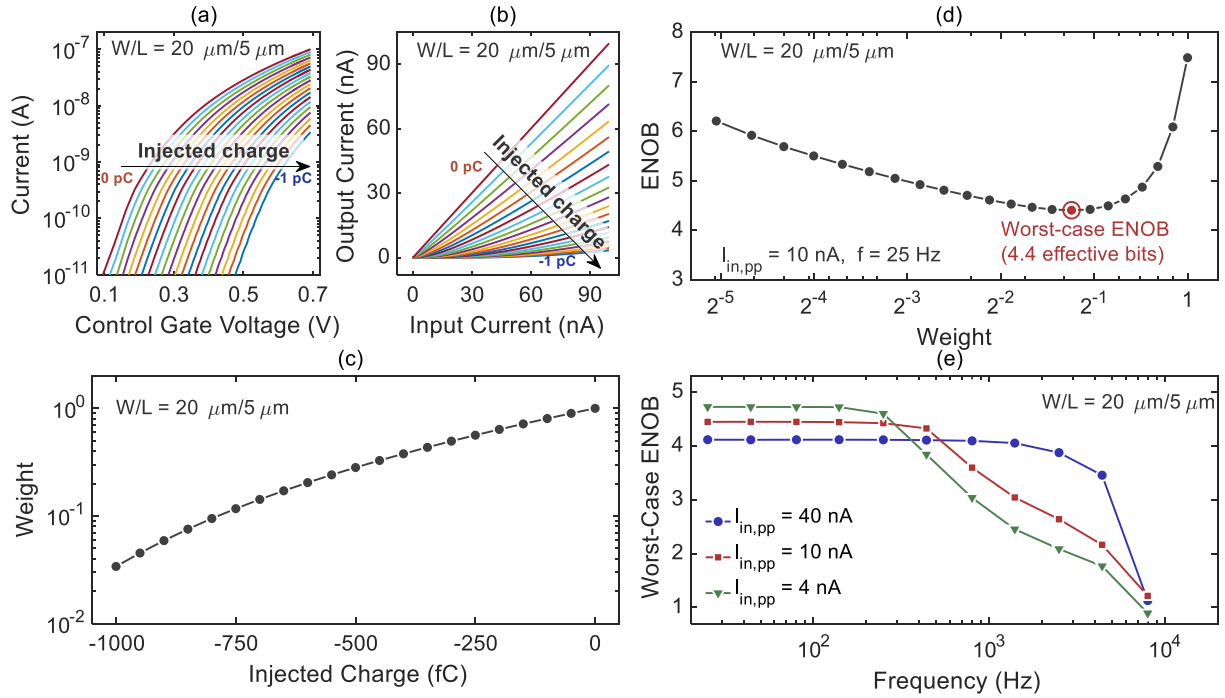 (a)
W/L = 20 μm/5 μm
10^-7
10^-8
10^-9
10^-10
10^-11
Current (A)
Injected charge
0 pC
-1 pC
0.1
0.3
0.5
0.7
Control Gate Voltage (V)
(b)
W/L = 20 μm/5 μm
90
60
30
0
Output Current (nA)
Injected charge
0 pC
-1 pC
0
30
60
90
Input Current (nA)
(d)
W/L = 20 μm/5 μm
8
7
6
5
4
3
ENOB
Worst-case ENOB
(4.4 effective bits)
I_in,pp = 10 nA, f = 25 Hz
2^-5
2^-4
2^-3
2^-2
2^-1
1
Weight
(c)
W/L = 20 μm/5 μm
10^0
10^-1
10^-2
Weight
-1000
-750
-500
-250
0
Injected Charge (fC)
(e)
W/L = 20 μm/5 μm
5
4
3
2
1
Worst-Case ENOB
I_in,pp = 40 nA
I_in,pp = 10 nA
I_in,pp = 4 nA
10^2
10^3
10^4
Frequency (Hz)